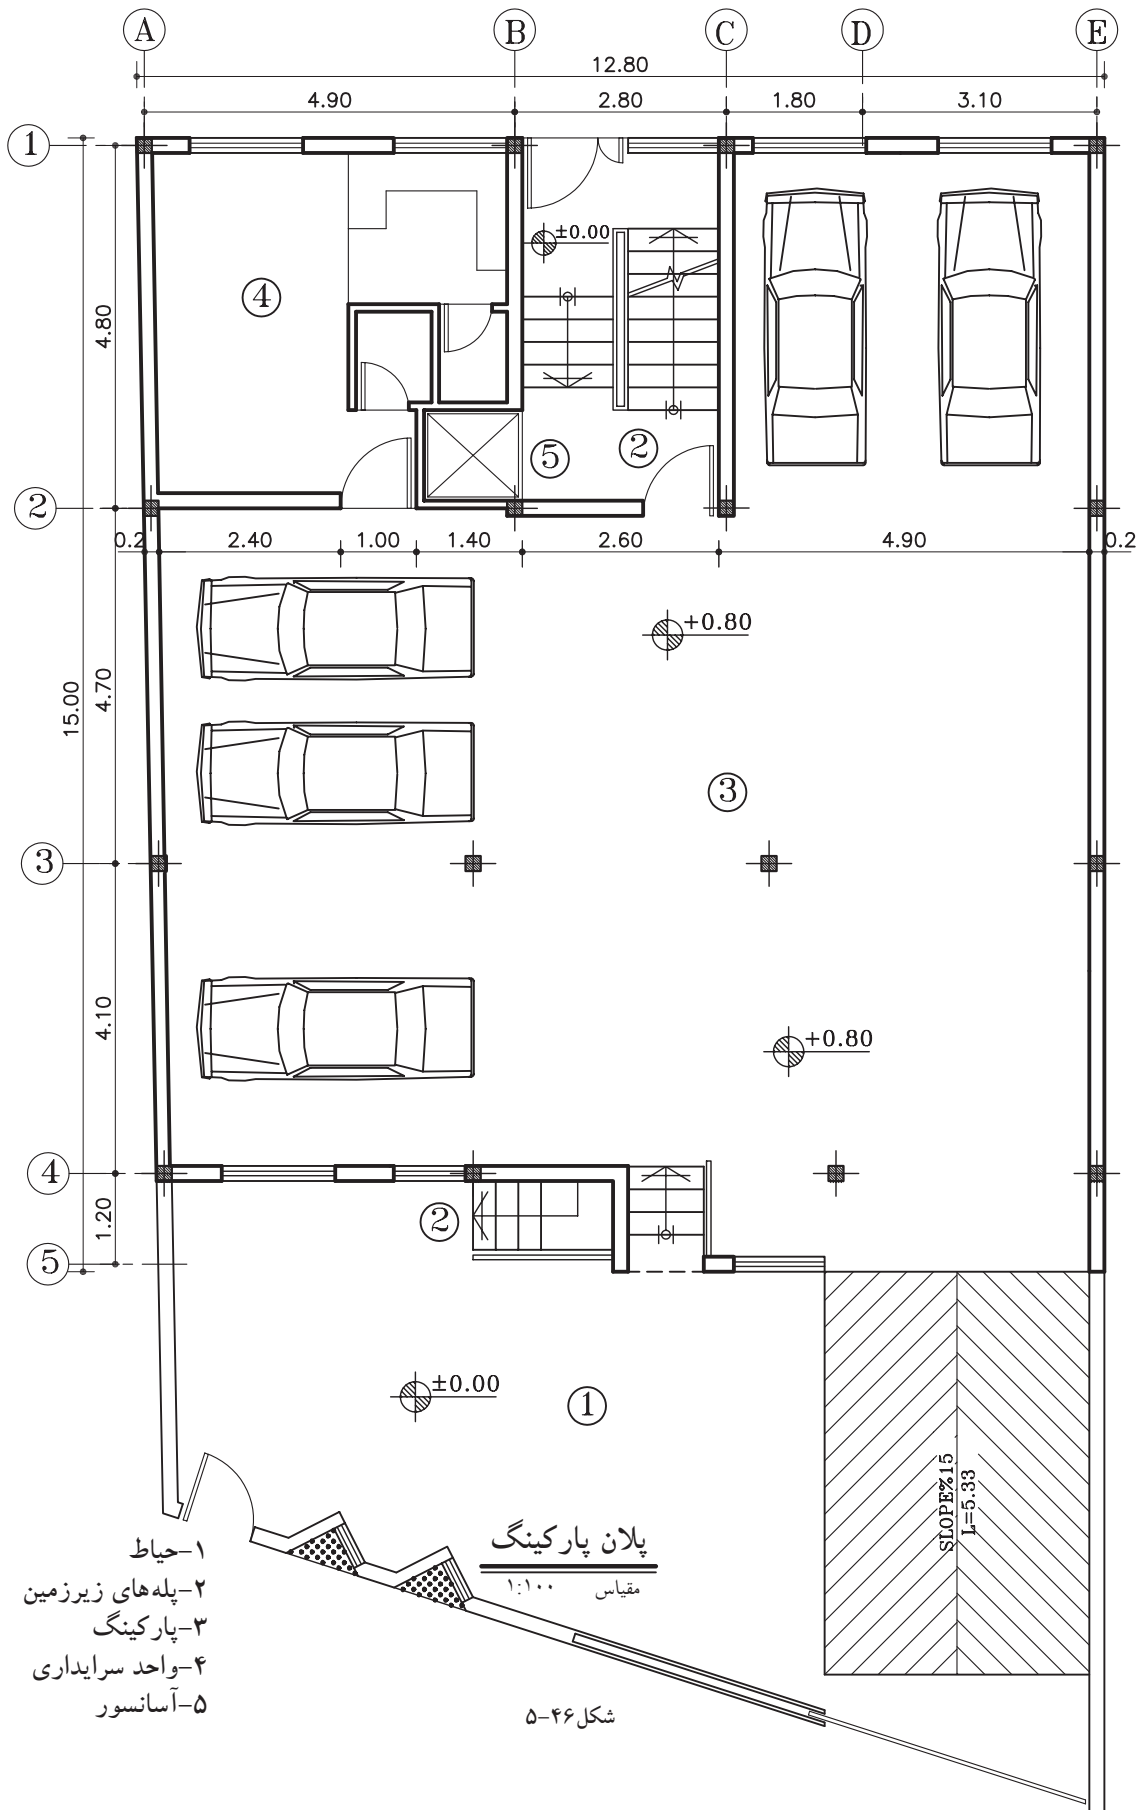 A B C D E
12.80
4.90 2.80 1.80 3.10
1
±0.00
4
4.80
5 2
2
0.2 2.40 1.00 1.40 2.60 4.90 0.2
+0.80
4.70
15.00
3
3
4.10
+0.80
4
1.20
2
5
±0.00
1
SLOPE%15
L=5.33
پلان پارکینگ
مقیاس ۱:۱۰۰
۱-حیاط
۲-پله‌های زیرزمین
۳-پارکینگ
۴-واحد سرایداری
۵-آسانسور
شکل۴۶-۵